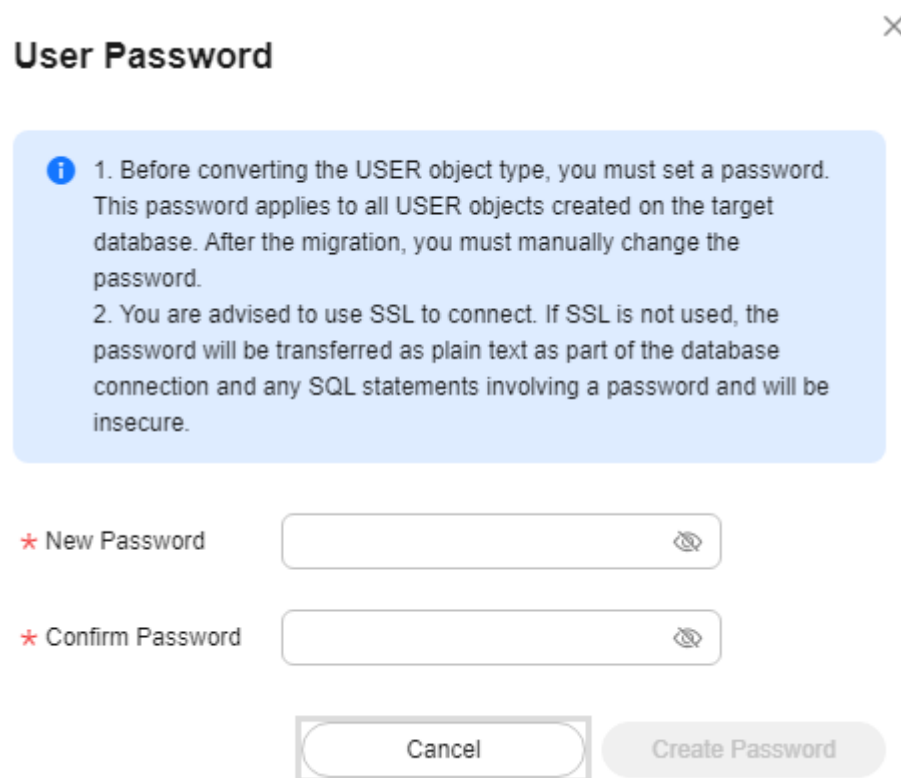 User Password
1. Before converting the USER object type, you must set a password.
This password applies to all USER objects created on the target
database. After the migration, you must manually change the
password.
2. You are advised to use SSL to connect. If SSL is not used, the
password will be transferred as plain text as part of the database
connection and any SQL statements involving a password and will be
insecure.
* New Password
* Confirm Password
Cancel Create Password